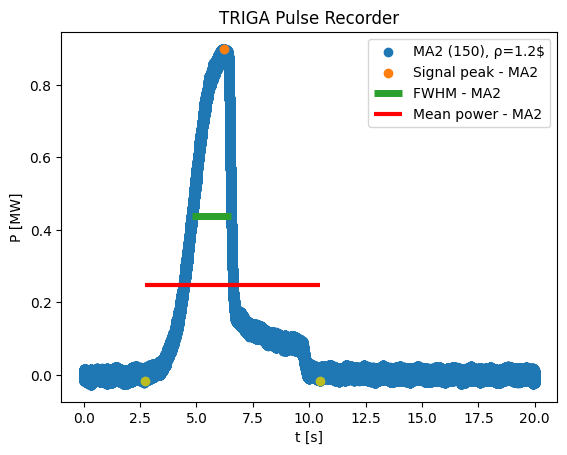 TRIGA Pulse Recorder
MA2 (150), ρ=1.2$
Signal peak - MA2
FWHM - MA2
Mean power - MA2
P [MW]
0.8
0.6
0.4
0.2
0.0
0.0 2.5 5.0 7.5 10.0 12.5 15.0 17.5 20.0
t [s]